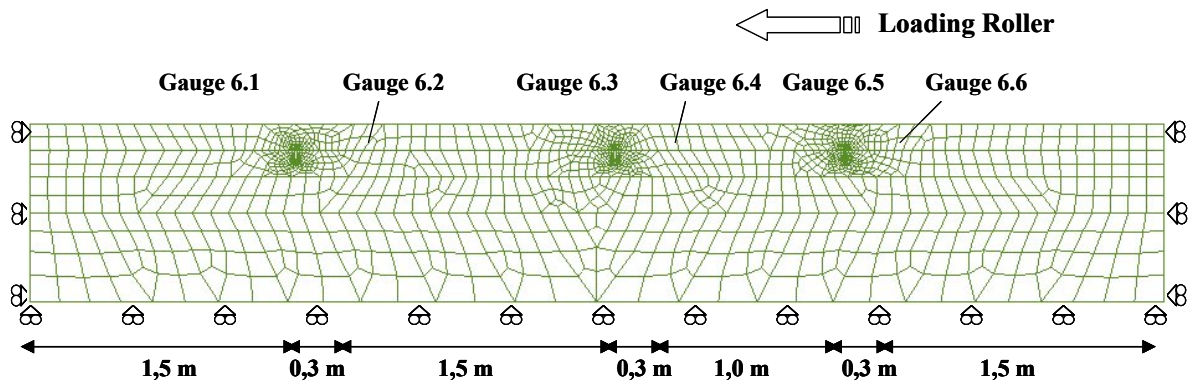 Loading Roller
Gauge 6.1 Gauge 6.2 Gauge 6.3 Gauge 6.4 Gauge 6.5 Gauge 6.6
1,5 m 0,3 m 1,5 m 0,3 m 1,0 m 0,3 m 1,5 m